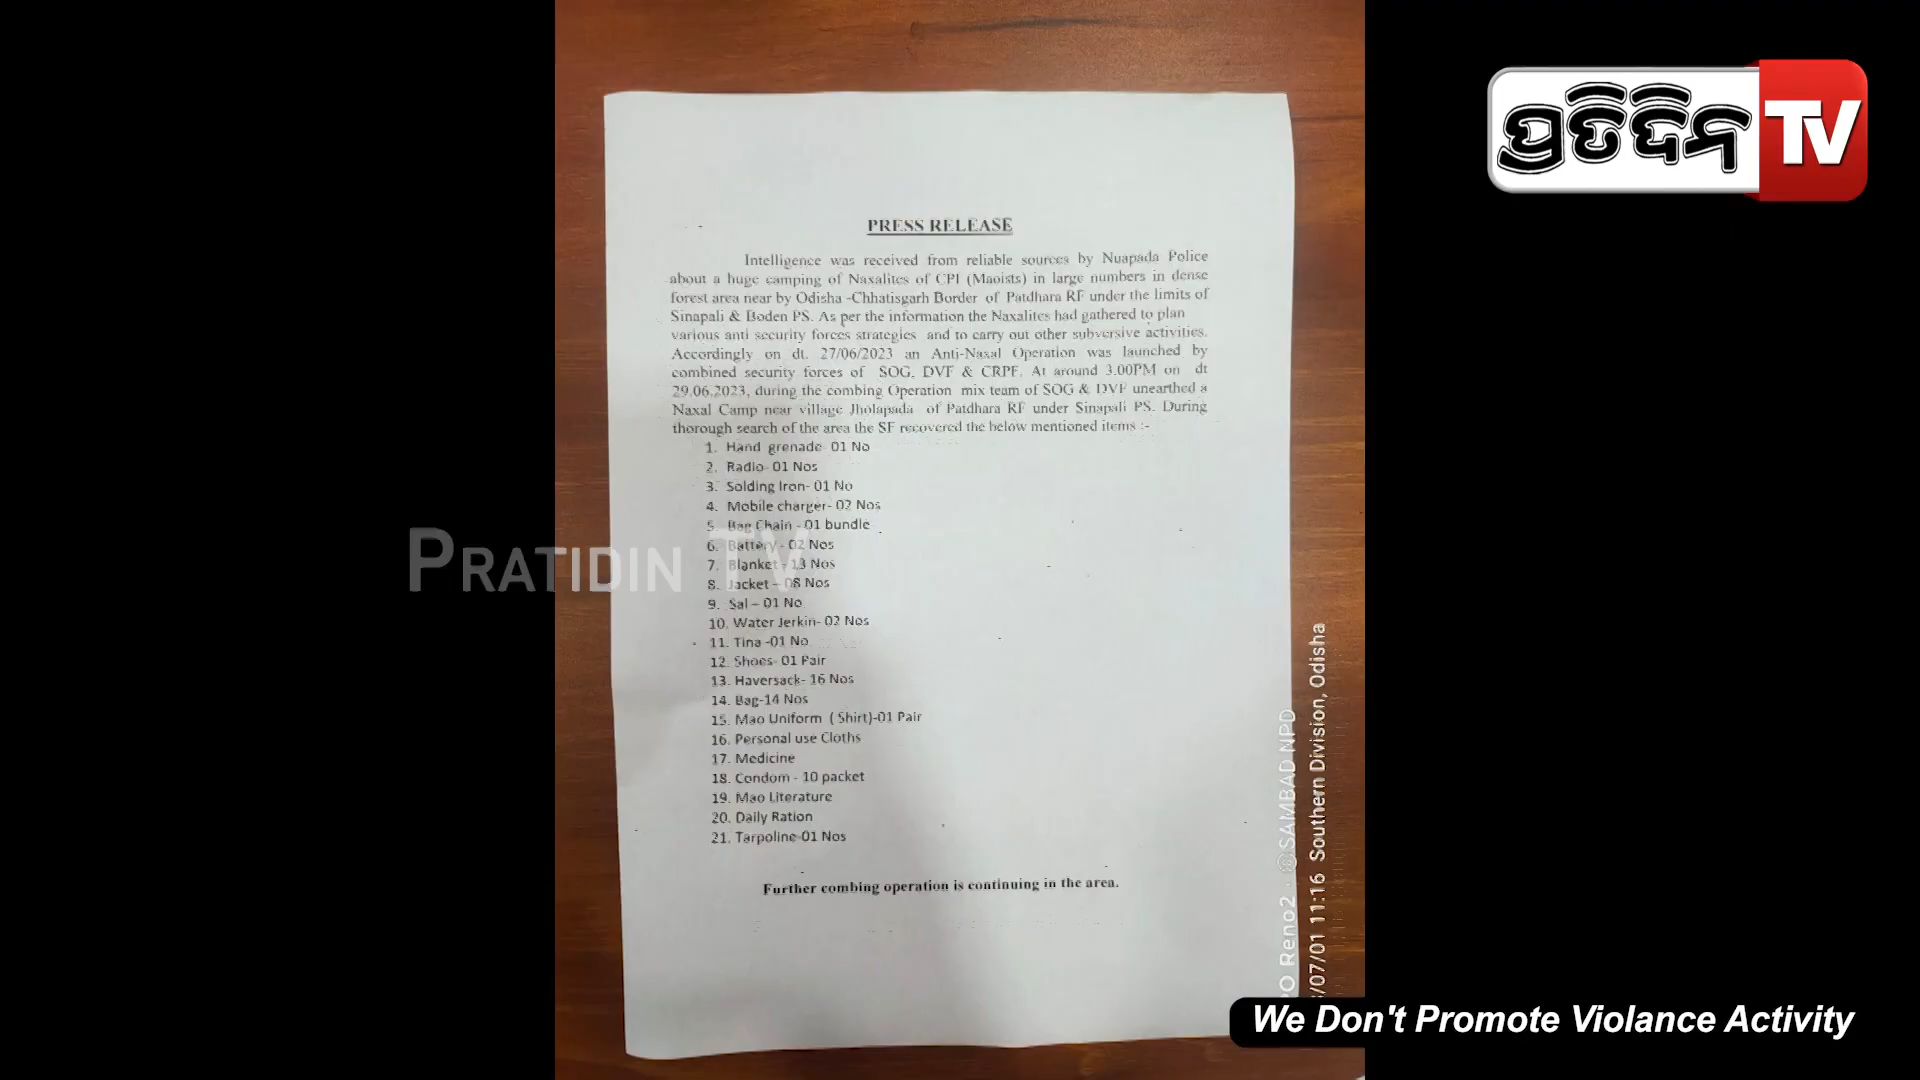 ପ୍ରତିଦିନ TV
PRESS RELEASE
Intelligence was received from reliable sources by Nuapada Police
about a huge camping of Naxalites of CPI (Maoists) in large numbers in dense
forest area near by Odisha -Chhatisgarh Border of Patdhara RF under the limits of
Sinapali & Boden PS. As per the information the Naxalites had gathered to plan
various anti security forces strategies and to carry out other subversive activities.
Accordingly on dt. 27/06/2023 an Anti-Naxal Operation was launched by
combined security forces of SOG, DVF & CRPF. At around 3.00PM on dt
29.06.2023, during the combing Operation mix team of SOG & DVF unearthed a
Naxal Camp near village Jholapada of Patdhara RF under Sinapali PS. During
thorough search of the area the SF recovered the below mentioned items :-
1. Hand grenade- 01 No
2. Radio- 01 Nos
3. Solding Iron- 01 No
4. Mobile charger- 02 Nos
5. Bag Chain - 01 bundle
6. Battery - 02 Nos
7. Blanket - 13 Nos
8. Jacket – 08 Nos
9. Sal – 01 No
10. Water Jerkin- 02 Nos
11. Tina -01 No
12. Shoes- 01 Pair
13. Haversack- 16 Nos
14. Bag-14 Nos
15. Mao Uniform ( Shirt)-01 Pair
16. Personal use Cloths
17. Medicine
18. Condom - 10 packet
19. Mao Literature
20. Daily Ration
21. Tarpoline-01 Nos
Further combing operation is continuing in the area.
PRATIDIN TV
O Reno2 · @SAMBAD NPD
/07/01 11:16 Southern Division, Odisha
We Don't Promote Violance Activity